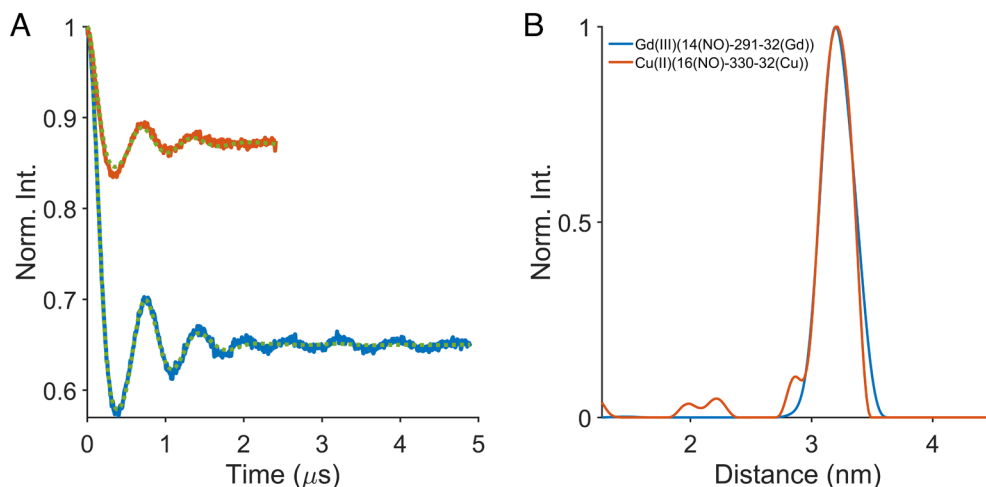 A
1
0.9
0.8
0.7
0.6
Norm. Int.
0 1 2 3 4 5
Time (μs)
B
1
0.5
0
Norm. Int.
Gd(III)(14(NO)-291-32(Gd))
Cu(II)(16(NO)-330-32(Cu))
2 3 4
Distance (nm)